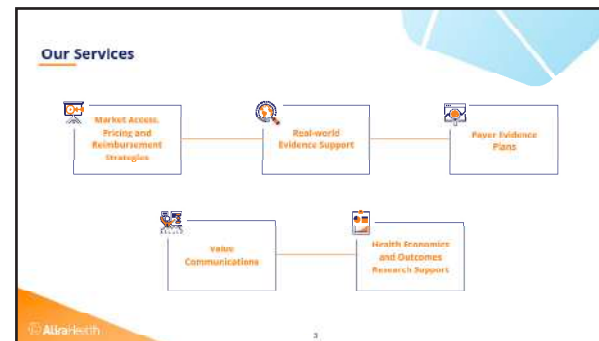 Our Services
Market Access,
Pricing and
Reimbursement
Strategies
Real-world
Evidence Support
Payer Evidence
Plans
Value
Communications
Health Economics
and Outcomes
Research Support
AliraHealth
3